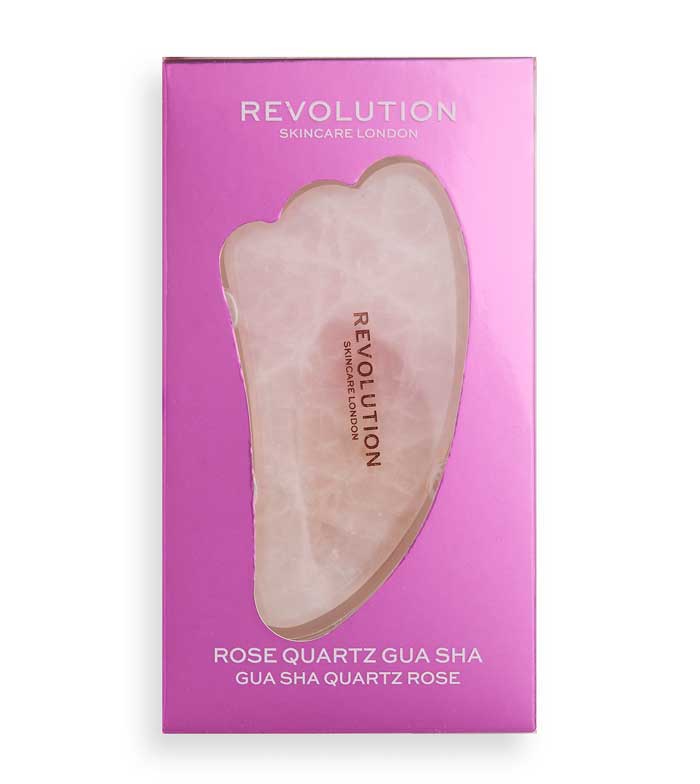 REVOLUTION
SKINCARE LONDON
REVOLUTION
SKINCARE LONDON
ROSE QUARTZ GUA SHA
GUA SHA QUARTZ ROSE